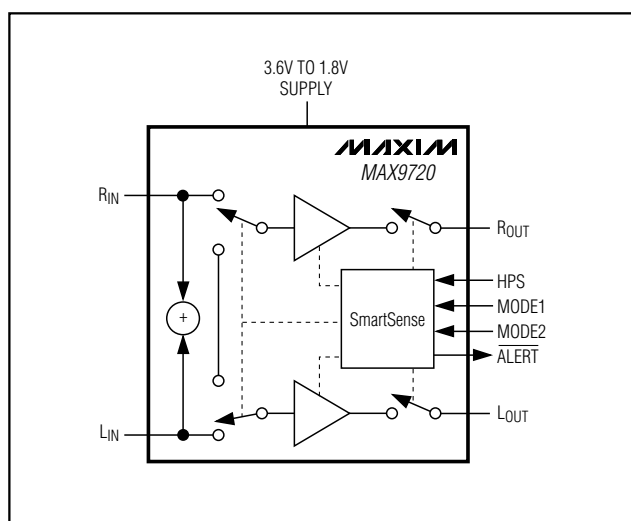 3.6V TO 1.8V
SUPPLY
MAXIM
MAX9720
RIN
ROUT
HPS
MODE1
MODE2
ALERT
SmartSense
+
LIN
LOUT